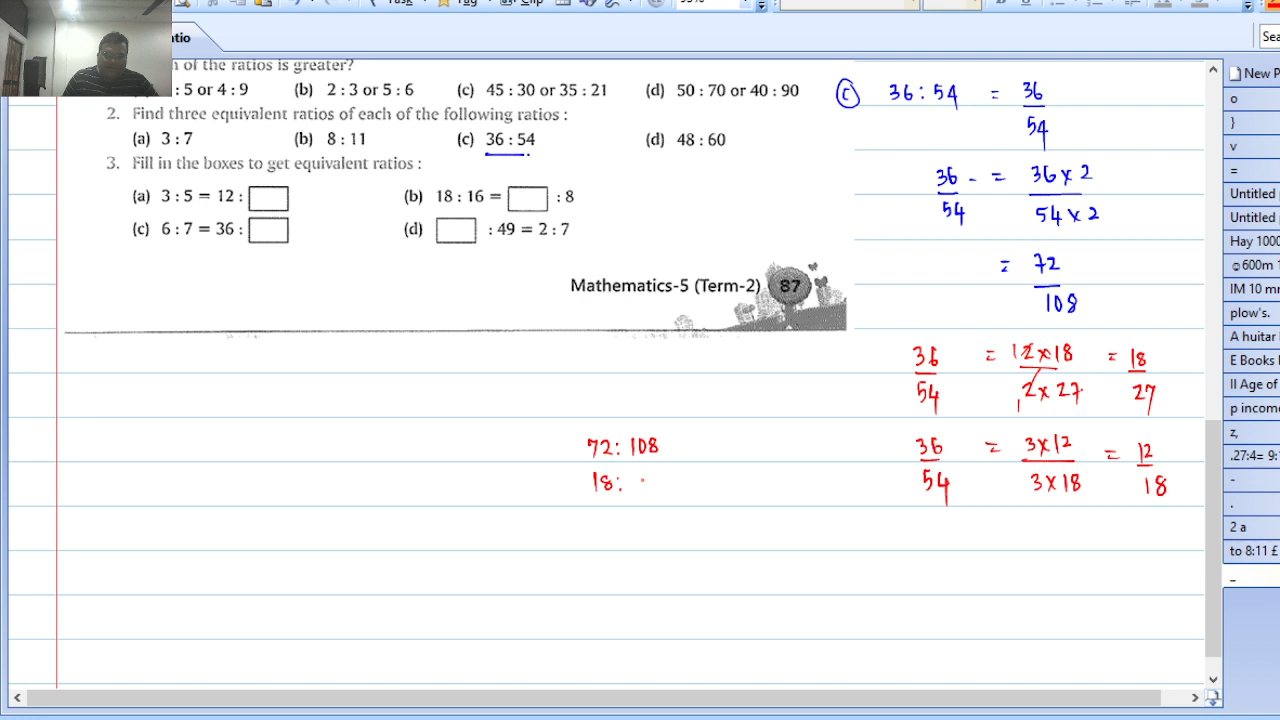 tio
of the ratios is greater?
: 5 or 4 : 9 (b) 2 : 3 or 5 : 6 (c) 45 : 30 or 35 : 21 (d) 50 : 70 or 40 : 90
2. Find three equivalent ratios of each of the following ratios :
(a) 3 : 7 (b) 8 : 11 (c) 36 : 54 (d) 48 : 60
3. Fill in the boxes to get equivalent ratios :
(a) 3 : 5 = 12 :
(b) 18 : 16 = : 8
(c) 6 : 7 = 36 :
(d) : 49 = 2 : 7
Mathematics-5 (Term-2) 87
(c) 36 : 54 = 36/54
36/54 = 36 x 2/54 x 2
= 72/108
36/54 = 12 x 18/2 x 27 = 18/27
1
36/54 = 3 x 12/3 x 18 = 12/18
72 : 108
18 :
Sea
New P
o
}
v
=
Untitled
Untitled
Hay 1000
600m 1
IM 10 m
plow's.
A huitar
E Books
II Age of
p income
z,
.27:4= 9:
-
.
2 a
to 8:11 £
_